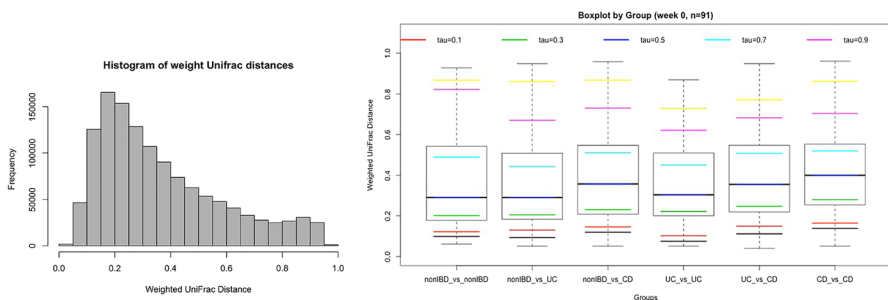 Histogram of weight Unifrac distances
Frequency
150000
100000
50000
0
0.0 0.2 0.4 0.6 0.8 1.0
Weighted UniFrac Distance
Boxplot by Group (week 0, n=91)
tau=0.1 tau=0.3 tau=0.5 tau=0.7 tau=0.9
Weighted UniFrac Distance
1.0
0.8
0.6
0.4
0.2
0.0
nonIBD_vs_nonIBD nonIBD_vs_UC nonIBD_vs_CD UC_vs_UC UC_vs_CD CD_vs_CD
Groups